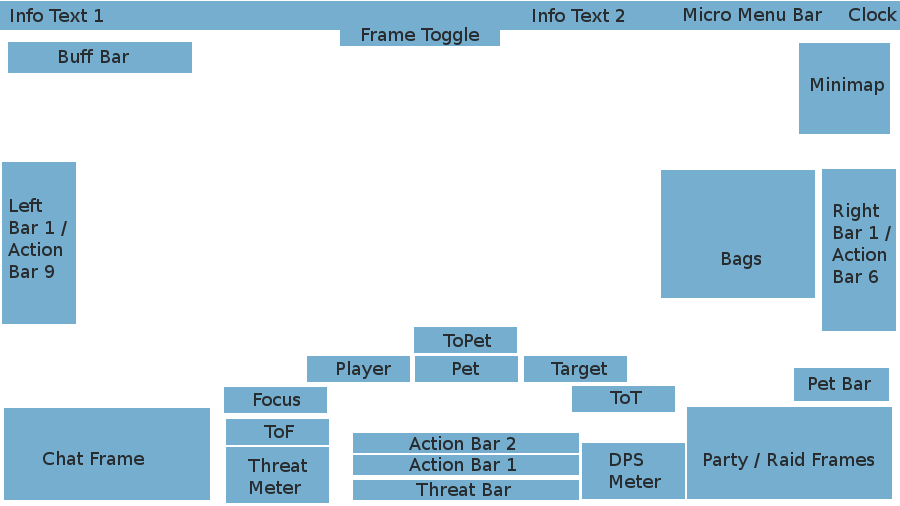 Info Text 1
Info Text 2
Micro Menu Bar
Clock
Frame Toggle
Buff Bar
Minimap
Left
Bar 1 /
Action
Bar 9
Bags
Right
Bar 1 /
Action
Bar 6
ToPet
Player
Pet
Target
Pet Bar
Focus
ToT
ToF
Chat Frame
Threat
Meter
Action Bar 2
Action Bar 1
Threat Bar
DPS
Meter
Party / Raid Frames